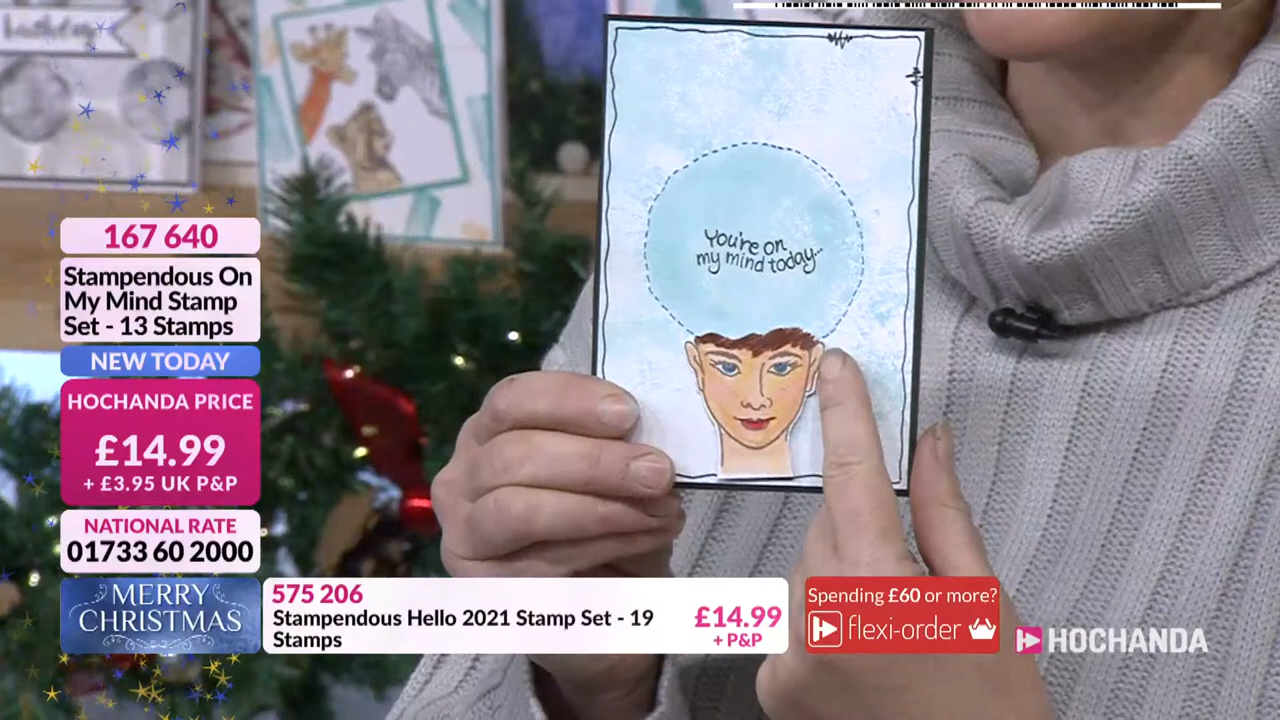 167 640
Stampendous On
My Mind Stamp
Set - 13 Stamps
NEW TODAY
HOCHANDA PRICE
£14.99
+ £3.95 UK P&P
NATIONAL RATE
01733 60 2000
MERRY
CHRISTMAS
575 206
Stampendous Hello 2021 Stamp Set - 19
Stamps
£14.99
+ P&P
Spending £60 or more?
flexi-order
HOCHANDA
You're on
my mind today...